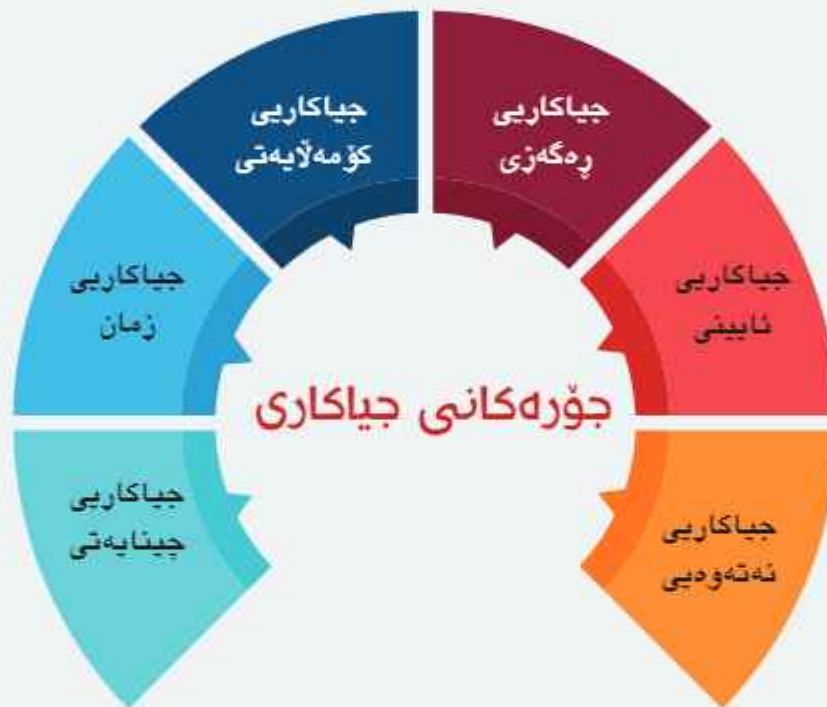 جیاکاریی
ڕەگەزی
جیاکاریی
کۆمەڵایەتی
جیاکاریی
ئایینی
جیاکاریی
زمان
جۆرەکانی جیاکاری
جیاکاریی
نەتەوەیی
جیاکاریی
چینایەتی